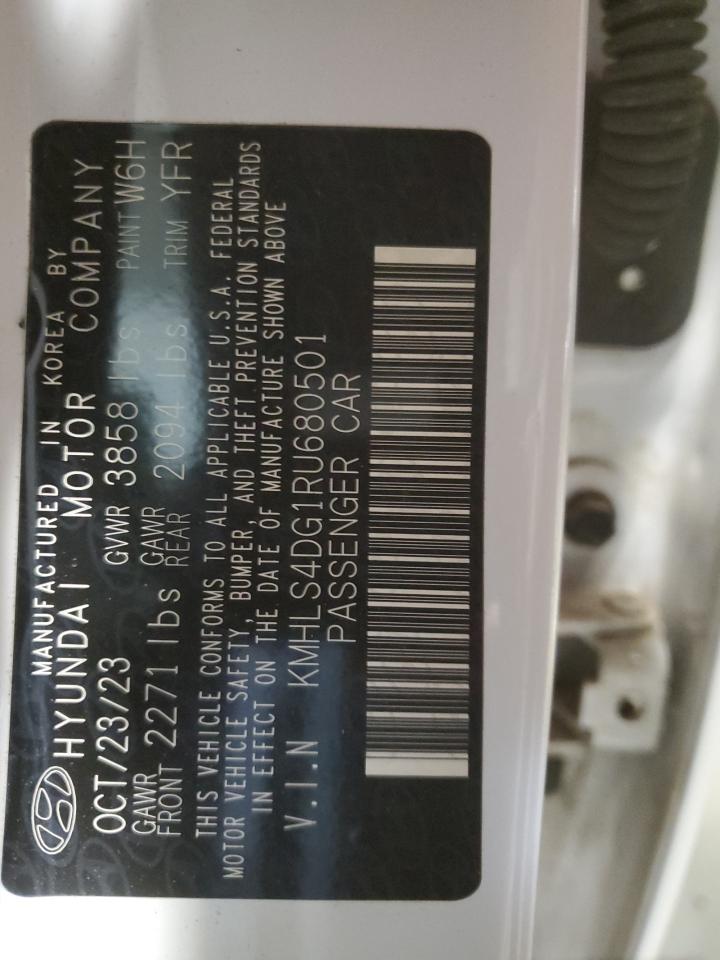 MANUFACTURED IN KOREA BY
HYUNDAI MOTOR COMPANY
OCT/23/23 GVWR 3858 lbs PAINT W6H
GAWR FRONT 2271 lbs GAWR REAR 2094 lbs TRIM YFR
THIS VEHICLE CONFORMS TO ALL APPLICABLE U.S.A. FEDERAL
MOTOR VEHICLE SAFETY, BUMPER, AND THEFT PREVENTION STANDARDS
IN EFFECT ON THE DATE OF MANUFACTURE SHOWN ABOVE
V.I.N KMHLS4DG1RU680501
PASSENGER CAR